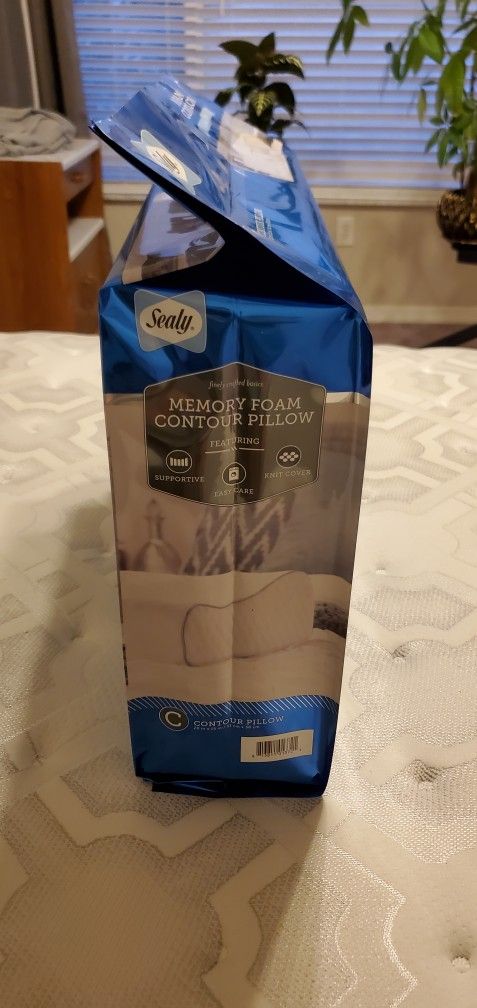 Sealy
finely crafted basics
MEMORY FOAM
CONTOUR PILLOW
FEATURING
SUPPORTIVE
EASY CARE
KNIT COVER
C
CONTOUR PILLOW